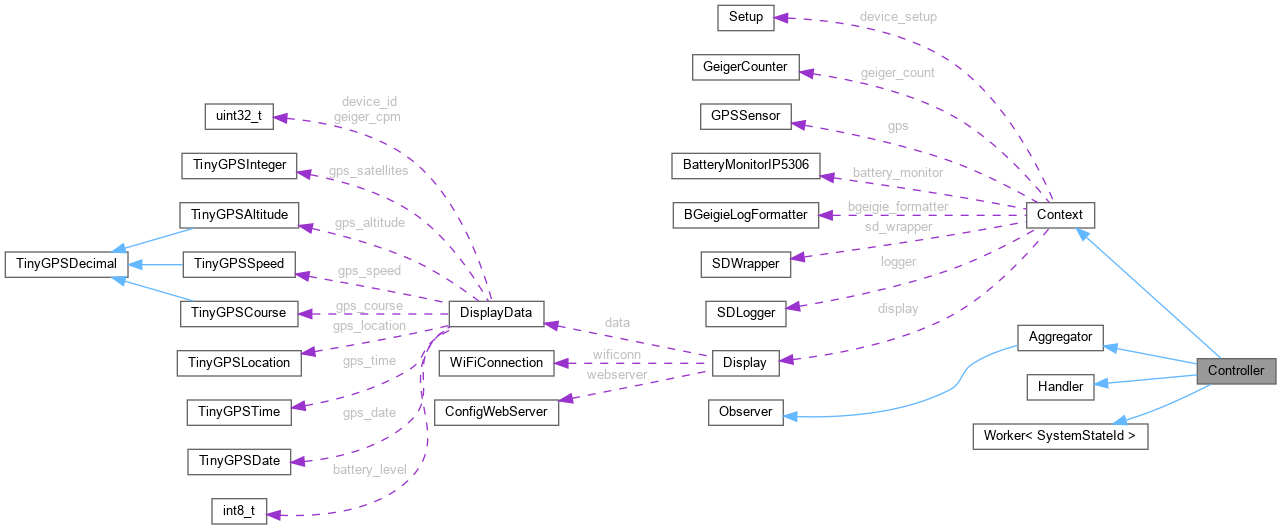 Setup
device_setup
GeigerCounter
geiger_count
GPSSensor
gps
BatteryMonitorIP5306
battery_monitor
BGeigieLogFormatter
bgeigie_formatter
Context
SDWrapper
sd_wrapper
SDLogger
logger
display
uint32_t
device_id
geiger_cpm
TinyGPSInteger
gps_satellites
TinyGPSAltitude
gps_altitude
TinyGPSDecimal
TinyGPSSpeed
gps_speed
TinyGPSCourse
gps_course
DisplayData
TinyGPSLocation
gps_location
TinyGPSTime
gps_time
TinyGPSDate
gps_date
int8_t
battery_level
data
WiFiConnection
wificonn
Display
ConfigWebServer
webserver
Observer
Aggregator
Handler
Controller
Worker< SystemStateId >